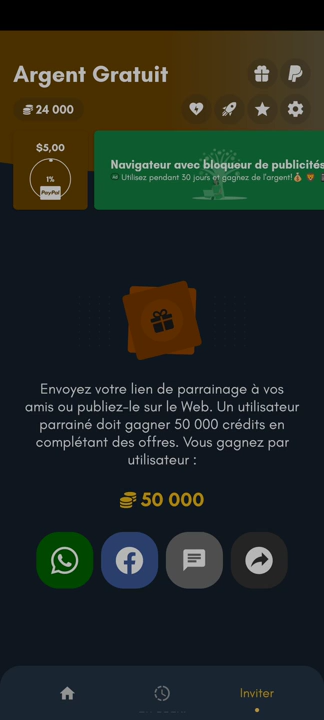 Argent Gratuit
24 000
$5,00
1%
PayPal
Navigateur avec bloqueur de publicités
Utilisez pendant 30 jours et gagnez de l'argent!
Envoyez votre lien de parrainage à vos
amis ou publiez-le sur le Web. Un utilisateur
parrainé doit gagner 50 000 crédits en
complétant des offres. Vous gagnez par
utilisateur :
50 000
Inviter